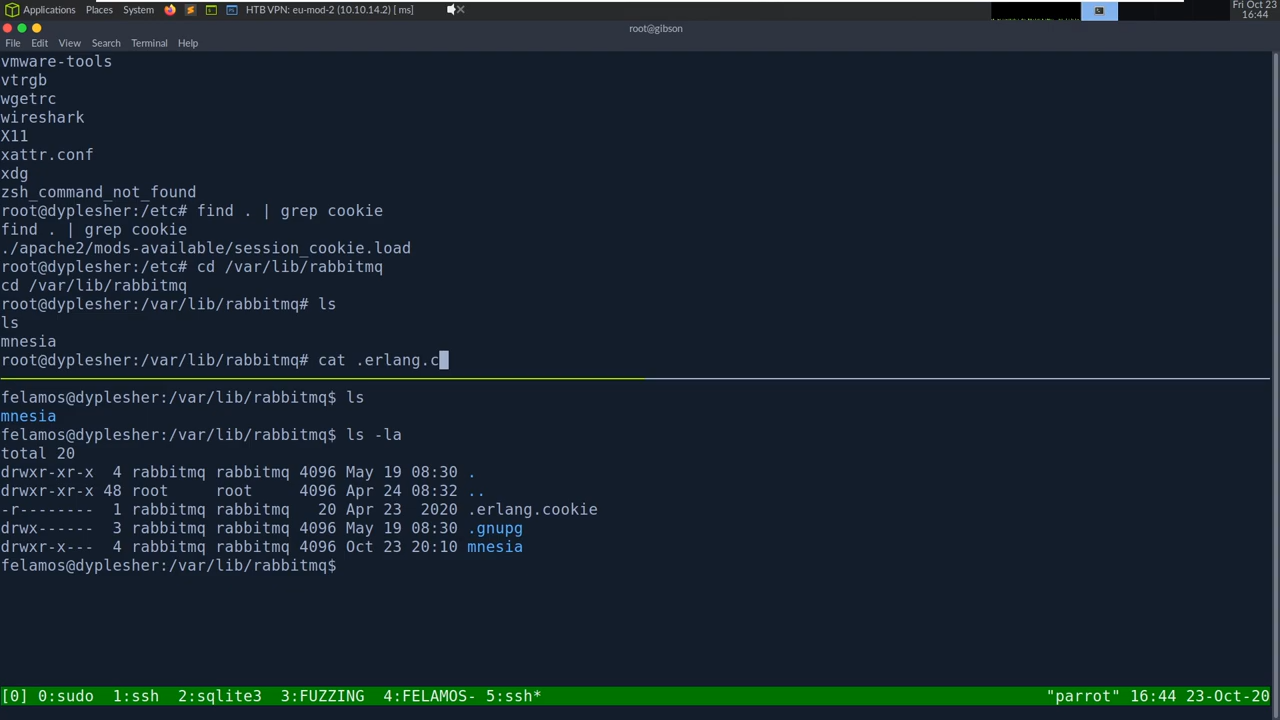 Applications Places System HTB VPN: eu-mod-2 (10.10.14.2) [ ms] Fri Oct 23
16:44
root@gibson
File Edit View Search Terminal Help
vmware-tools
vtrgb
wgetrc
wireshark
X11
xattr.conf
xdg
zsh_command_not_found
root@dyplesher:/etc# find . | grep cookie
find . | grep cookie
./apache2/mods-available/session_cookie.load
root@dyplesher:/etc# cd /var/lib/rabbitmq
cd /var/lib/rabbitmq
root@dyplesher:/var/lib/rabbitmq# ls
ls
mnesia
root@dyplesher:/var/lib/rabbitmq# cat .erlang.c
felamos@dyplesher:/var/lib/rabbitmq$ ls
mnesia
felamos@dyplesher:/var/lib/rabbitmq$ ls -la
total 20
drwxr-xr-x  4 rabbitmq rabbitmq 4096 May 19 08:30 .
drwxr-xr-x 48 root     root     4096 Apr 24 08:32 ..
-r--------  1 rabbitmq rabbitmq   20 Apr 23  2020 .erlang.cookie
drwx------  3 rabbitmq rabbitmq 4096 May 19 08:30 .gnupg
drwxr-x---  4 rabbitmq rabbitmq 4096 Oct 23 20:10 mnesia
felamos@dyplesher:/var/lib/rabbitmq$
[0] 0:sudo  1:ssh  2:sqlite3  3:FUZZING  4:FELAMOS- 5:ssh* "parrot" 16:44 23-Oct-20